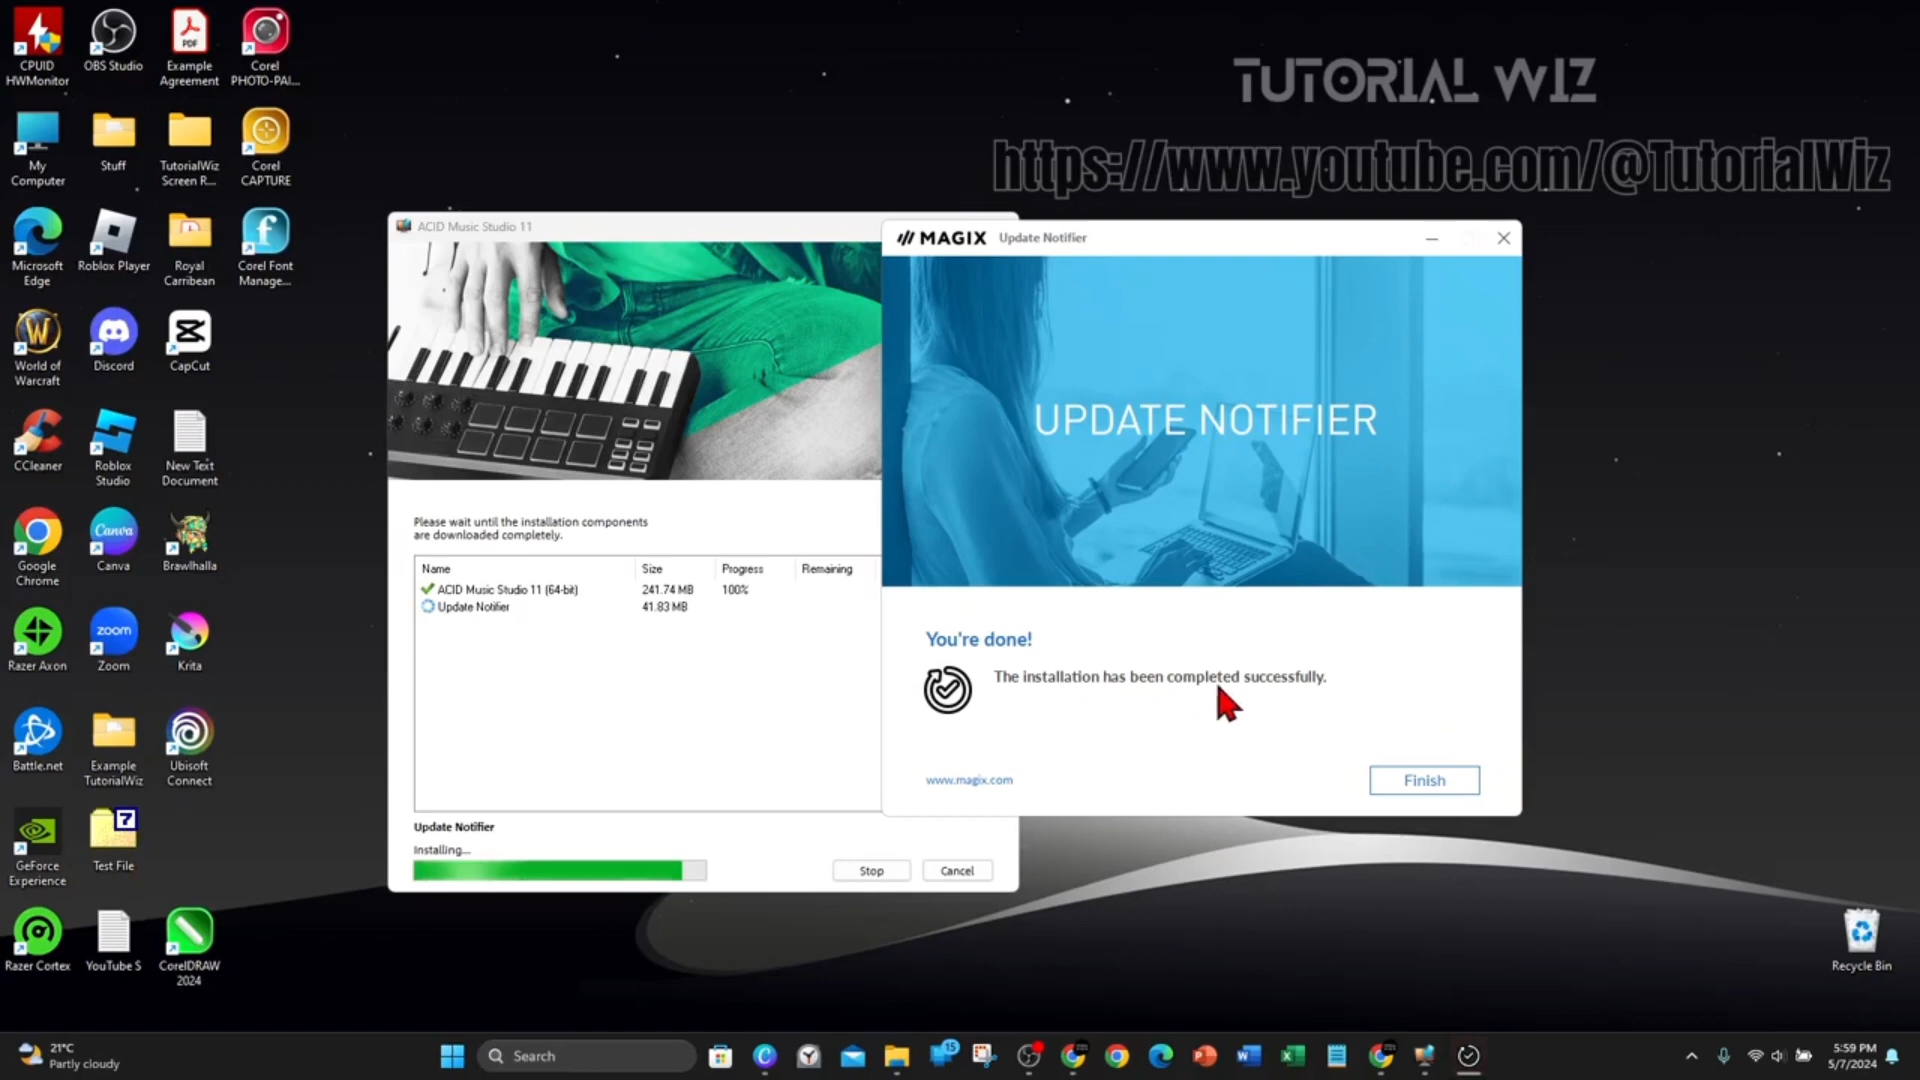 CPUID
HWMonitor
OBS Studio
PDF
Example
Agreement
Corel
PHOTO-PAI...
My
Computer
Stuff
TutorialWiz
Screen R...
Corel
CAPTURE
Microsoft
Edge
Roblox Player
Royal
Carribean
Corel Font
Manage...
World of
Warcraft
Discord
CapCut
CCleaner
Roblox
Studio
New Text
Document
Google
Chrome
Canva
Canva
Brawlhalla
Razer Axon
zoom
Zoom
Krita
Battle.net
Example
TutorialWiz
Ubisoft
Connect
GeForce
Experience
7
Test File
Razer Cortex
YouTube S
CorelDRAW
2024
TUTORIAL WIZ
https://www.youtube.com/@TutorialWiz
ACID Music Studio 11
Please wait until the installation components
are downloaded completely.
Name Size Progress Remaining
ACID Music Studio 11 (64-bit) 241.74 MB 100%
Update Notifier 41.83 MB
Update Notifier
Installing...
Stop Cancel
MAGIX Update Notifier
UPDATE NOTIFIER
You're done!
The installation has been completed successfully.
www.magix.com
Finish
Recycle Bin
21°C
Partly cloudy
Search
15
5:59 PM
5/7/2024